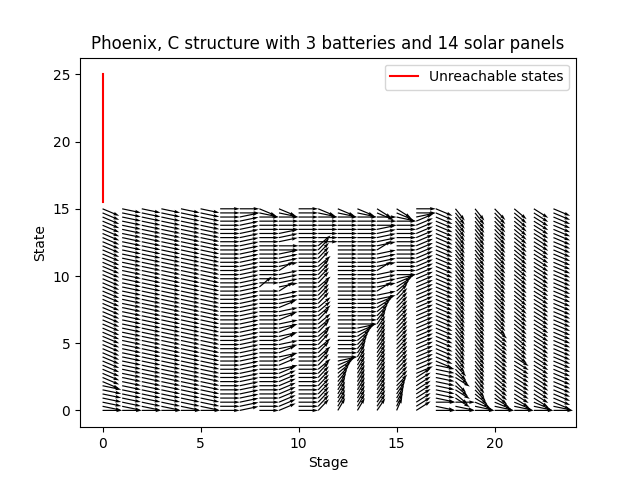 Phoenix, C structure with 3 batteries and 14 solar panels
Unreachable states
25
20
15
10
5
0
State
0 5 10 15 20
Stage